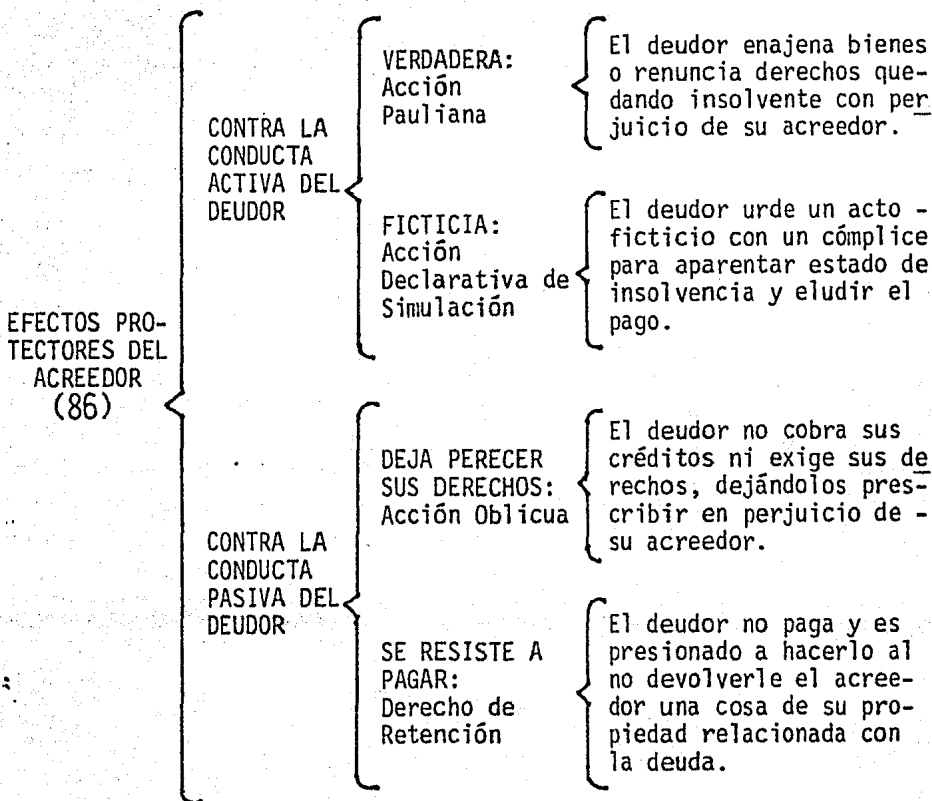 EFECTOS PRO-
TECTORES DEL
ACREEDOR
(86)
CONTRA LA
CONDUCTA
ACTIVA DEL
DEUDOR
VERDADERA:
Acción
Pauliana
El deudor enajena bienes
o renuncia derechos que-
dando insolvente con per
juicio de su acreedor.
FICTICIA:
Acción
Declarativa de
Simulación
El deudor urde un acto -
ficticio con un cómplice
para aparentar estado de
insolvencia y eludir el
pago.
CONTRA LA
CONDUCTA
PASIVA DEL
DEUDOR
DEJA PERECER
SUS DERECHOS:
Acción Oblicua
El deudor no cobra sus
créditos ni exige sus de
rechos, dejándolos pres-
cribir en perjuicio de -
su acreedor.
SE RESISTE A
PAGAR:
Derecho de
Retención
El deudor no paga y es
presionado a hacerlo al
no devolverle el acree-
dor una cosa de su pro-
piedad relacionada con
la deuda.